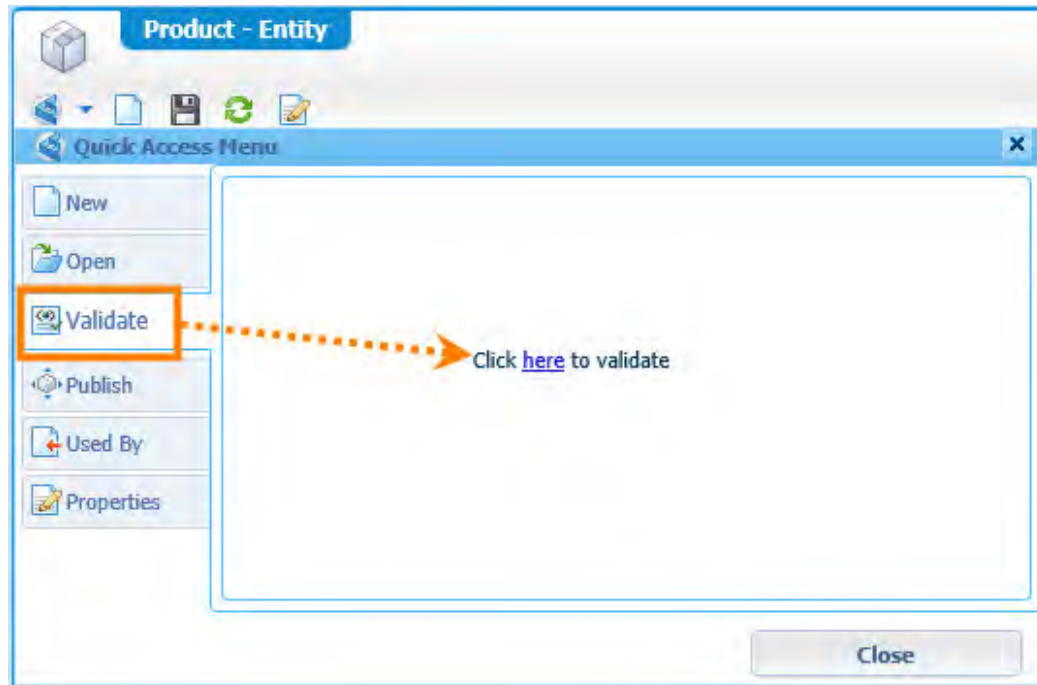 Product - Entity
Quick Access Menu
New
Open
Validate
Click here to validate
Publish
Used By
Properties
Close